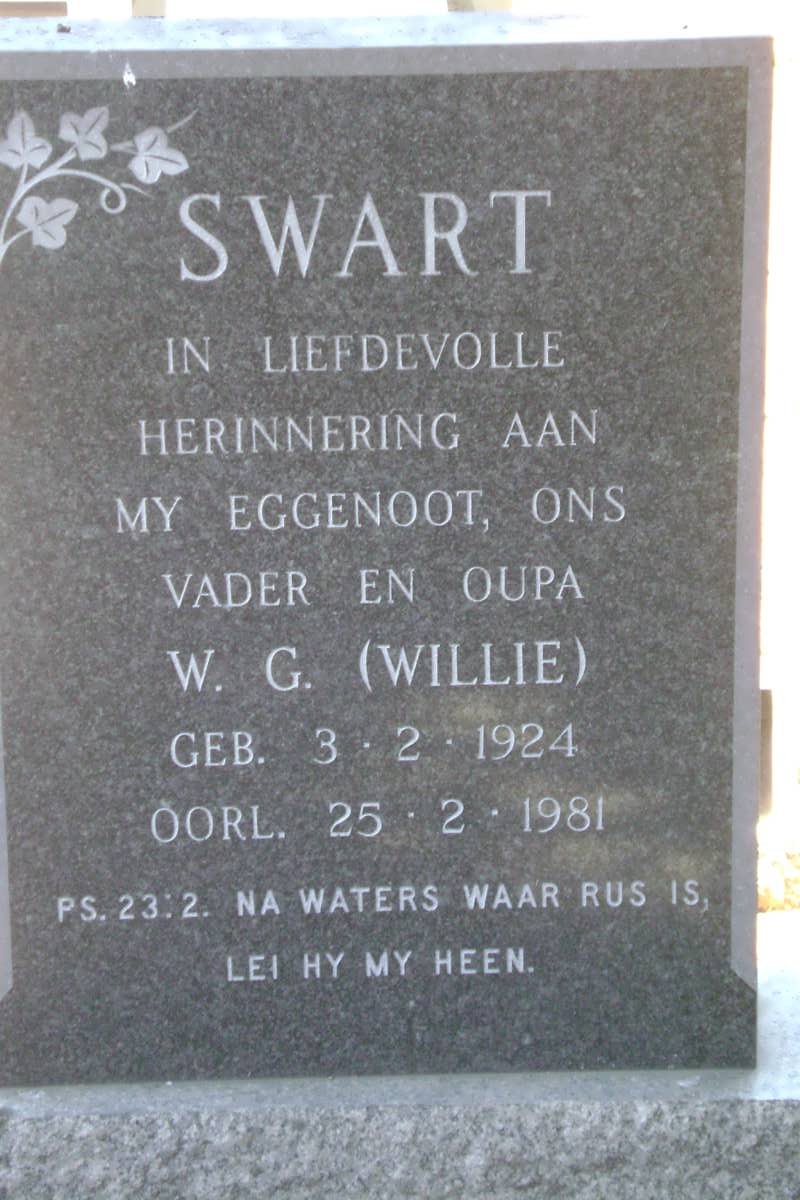 SWART
IN LIEFDEVOLLE
HERINNERING AAN
MY EGGENOOT, ONS
VADER EN OUPA
W. G. (WILLIE)
GEB. 3 · 2 · 1924
OORL. 25 · 2 · 1981
PS. 23:2. NA WATERS WAAR RUS IS,
LEI HY MY HEEN.